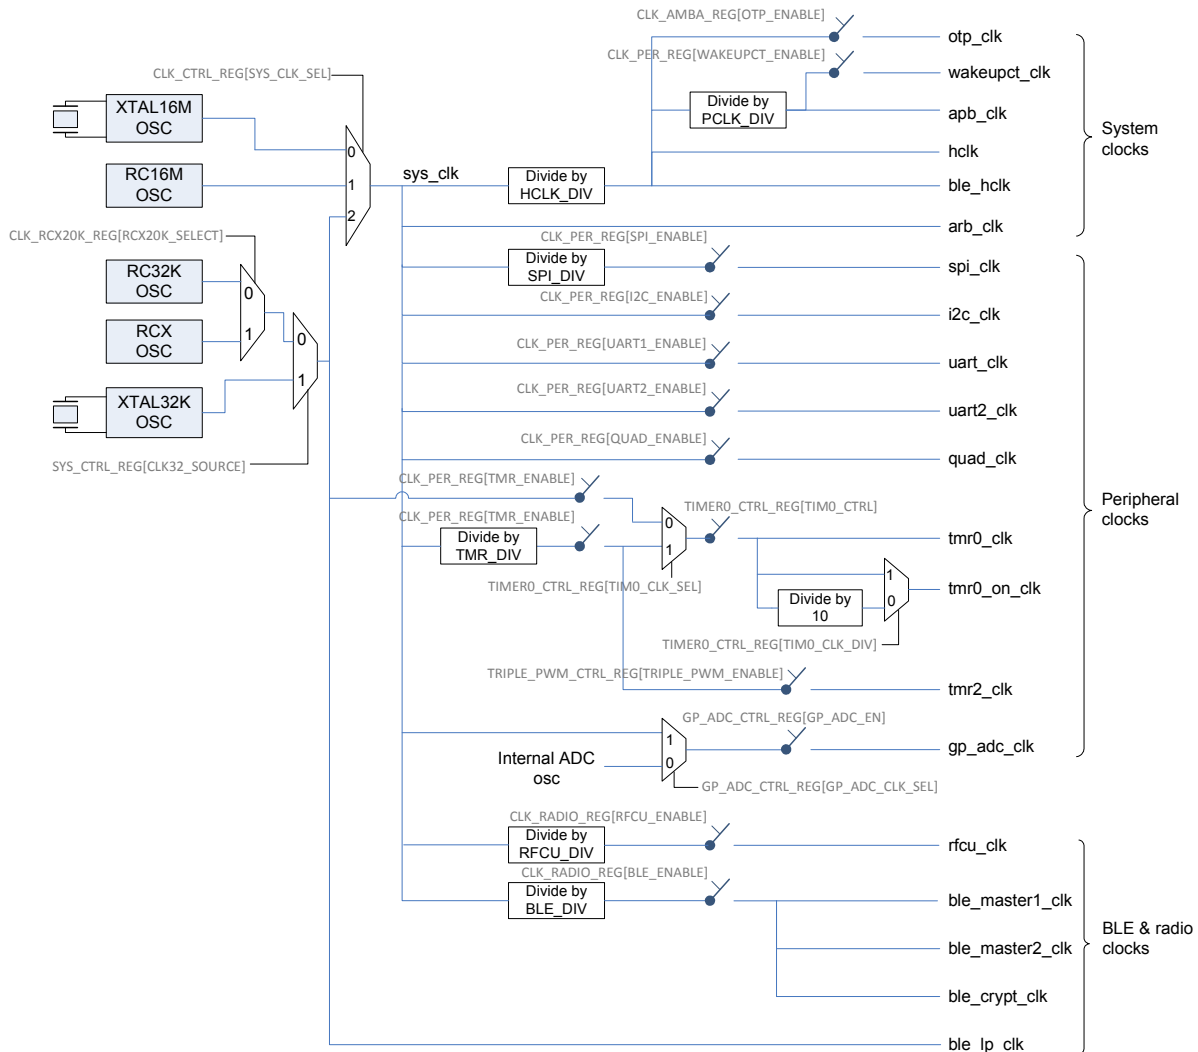 CLK_AMBA_REG[OTP_ENABLE]
otp_clk
CLK_PER_REG[WAKEUPCT_ENABLE]
wakeupct_clk
CLK_CTRL_REG[SYS_CLK_SEL]
XTAL16M
OSC
Divide by
PCLK_DIV
apb_clk
System
clocks
0
hclk
RC16M
OSC
1
sys_clk
Divide by
HCLK_DIV
ble_hclk
2
arb_clk
CLK_RCX20K_REG[RCX20K_SELECT]
CLK_PER_REG[SPI_ENABLE]
RC32K
OSC
0
Divide by
SPI_DIV
spi_clk
CLK_PER_REG[I2C_ENABLE]
i2c_clk
RCX
OSC
1
0
CLK_PER_REG[UART1_ENABLE]
uart_clk
1
XTAL32K
OSC
CLK_PER_REG[UART2_ENABLE]
uart2_clk
CLK_PER_REG[QUAD_ENABLE]
quad_clk
SYS_CTRL_REG[CLK32_SOURCE]
CLK_PER_REG[TMR_ENABLE]
Peripheral
clocks
TIMER0_CTRL_REG[TIM0_CTRL]
CLK_PER_REG[TMR_ENABLE]
0
Divide by
TMR_DIV
1
tmr0_clk
TIMER0_CTRL_REG[TIM0_CLK_SEL]
1
tmr0_on_clk
Divide by
10
0
TIMER0_CTRL_REG[TIM0_CLK_DIV]
TRIPLE_PWM_CTRL_REG[TRIPLE_PWM_ENABLE]
tmr2_clk
GP_ADC_CTRL_REG[GP_ADC_EN]
1
gp_adc_clk
Internal ADC
osc
0
GP_ADC_CTRL_REG[GP_ADC_CLK_SEL]
CLK_RADIO_REG[RFCU_ENABLE]
Divide by
RFCU_DIV
rfcu_clk
CLK_RADIO_REG[BLE_ENABLE]
Divide by
BLE_DIV
ble_master1_clk
BLE & radio
clocks
ble_master2_clk
ble_crypt_clk
ble_lp_clk